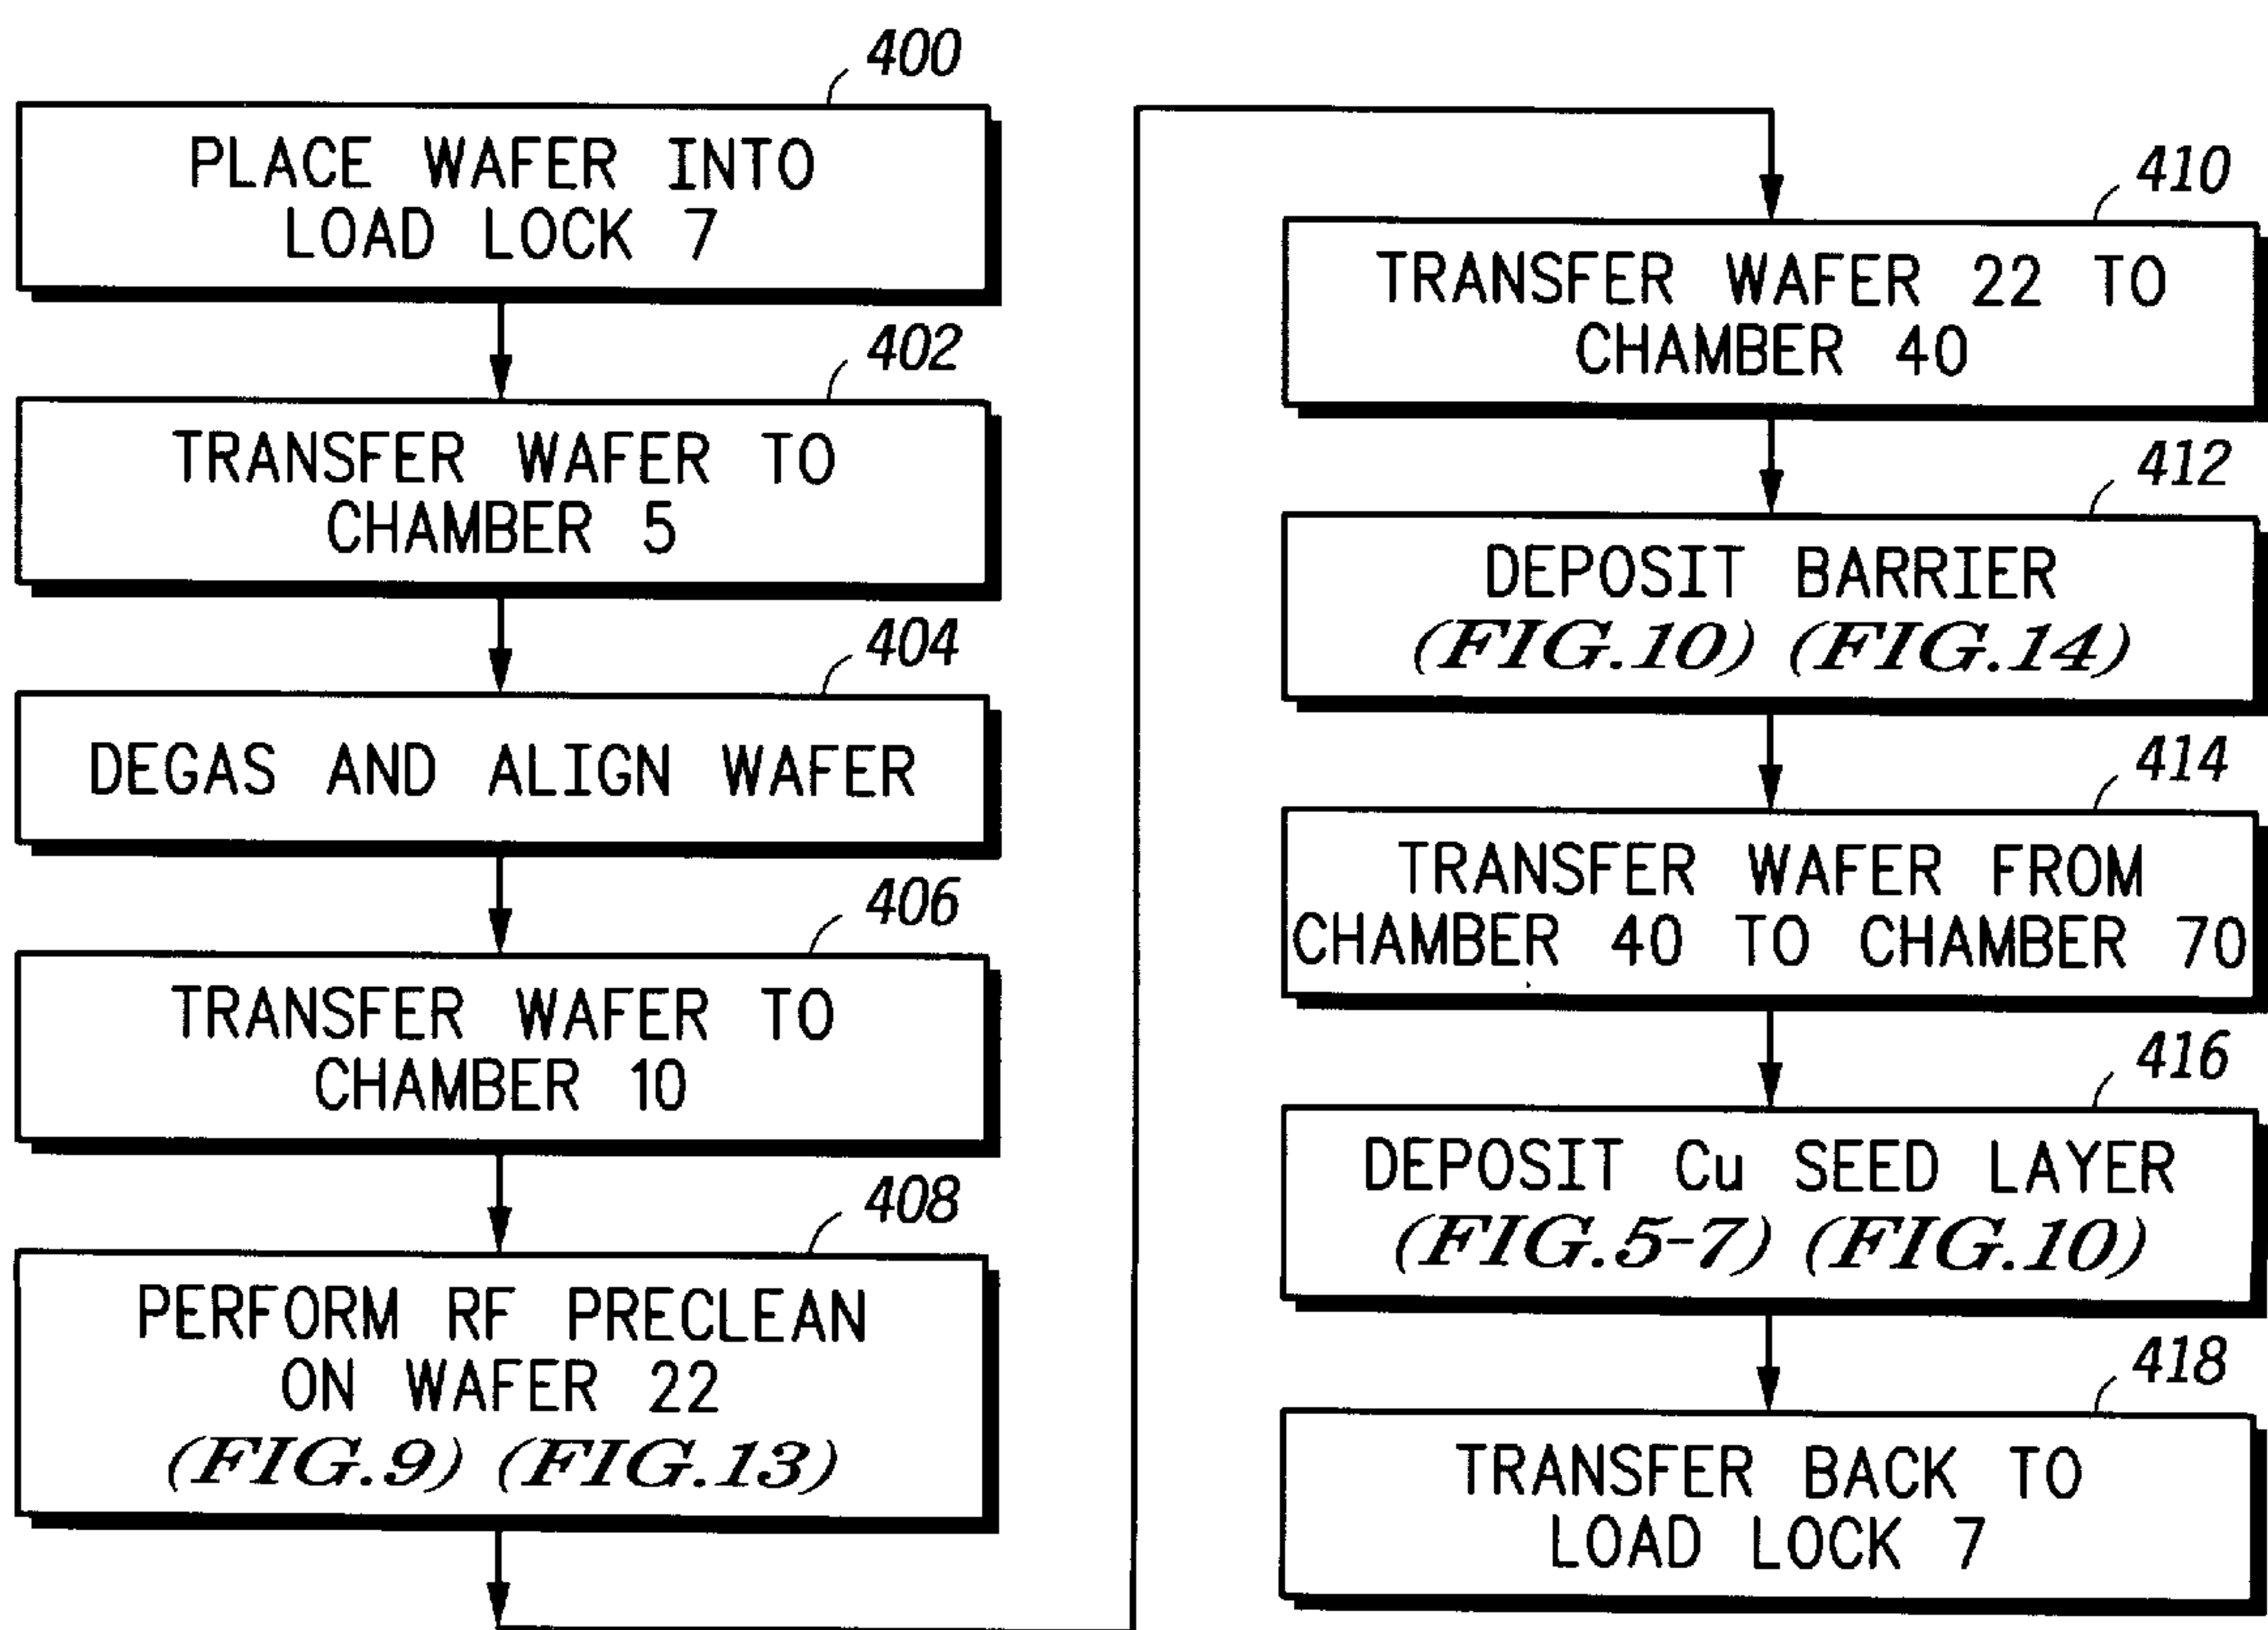 400
PLACE WAFER INTO
LOAD LOCK 7
402
TRANSFER WAFER TO
CHAMBER 5
404
DEGAS AND ALIGN WAFER
406
TRANSFER WAFER TO
CHAMBER 10
408
PERFORM RF PRECLEAN
ON WAFER 22
(FIG.9) (FIG.13)
410
TRANSFER WAFER 22 TO
CHAMBER 40
412
DEPOSIT BARRIER
(FIG.10) (FIG.14)
414
TRANSFER WAFER FROM
CHAMBER 40 TO CHAMBER 70
416
DEPOSIT Cu SEED LAYER
(FIG.5-7) (FIG.10)
418
TRANSFER BACK TO
LOAD LOCK 7